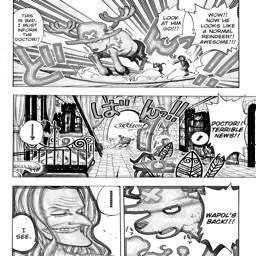 WOW!!
NOW HE
LOOKS LIKE
A NORMAL
REINDEER!!
AWESOME!!!
LOOK
AT HIM
GO!!!
THIS
IS BAD.
I MUST
INFORM
THE
DOCTOR!!
DOCTOR!!
TERRIBLE
NEWS!!
WAPOL'S
BACK!!!
I
SEE.